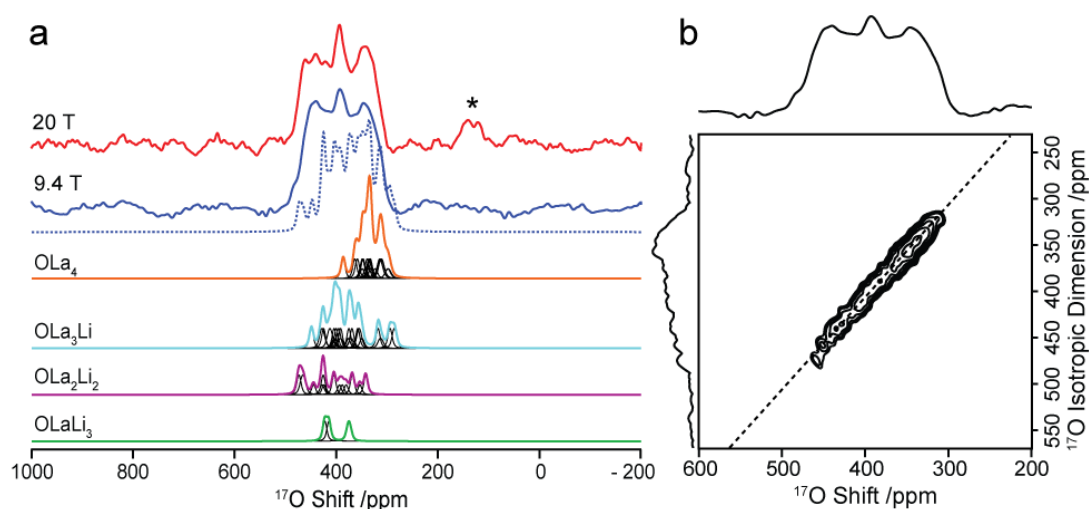 a
20 T
*
9.4 T
OLa₄
OLa₃Li
OLa₂Li₂
OLaLi₃
1000 800 600 400 200 0 - 200
¹⁷O Shift /ppm
b
250
300
350
400
450
500
550
¹⁷O Isotropic Dimension /ppm
600 500 400 300 200
¹⁷O Shift /ppm